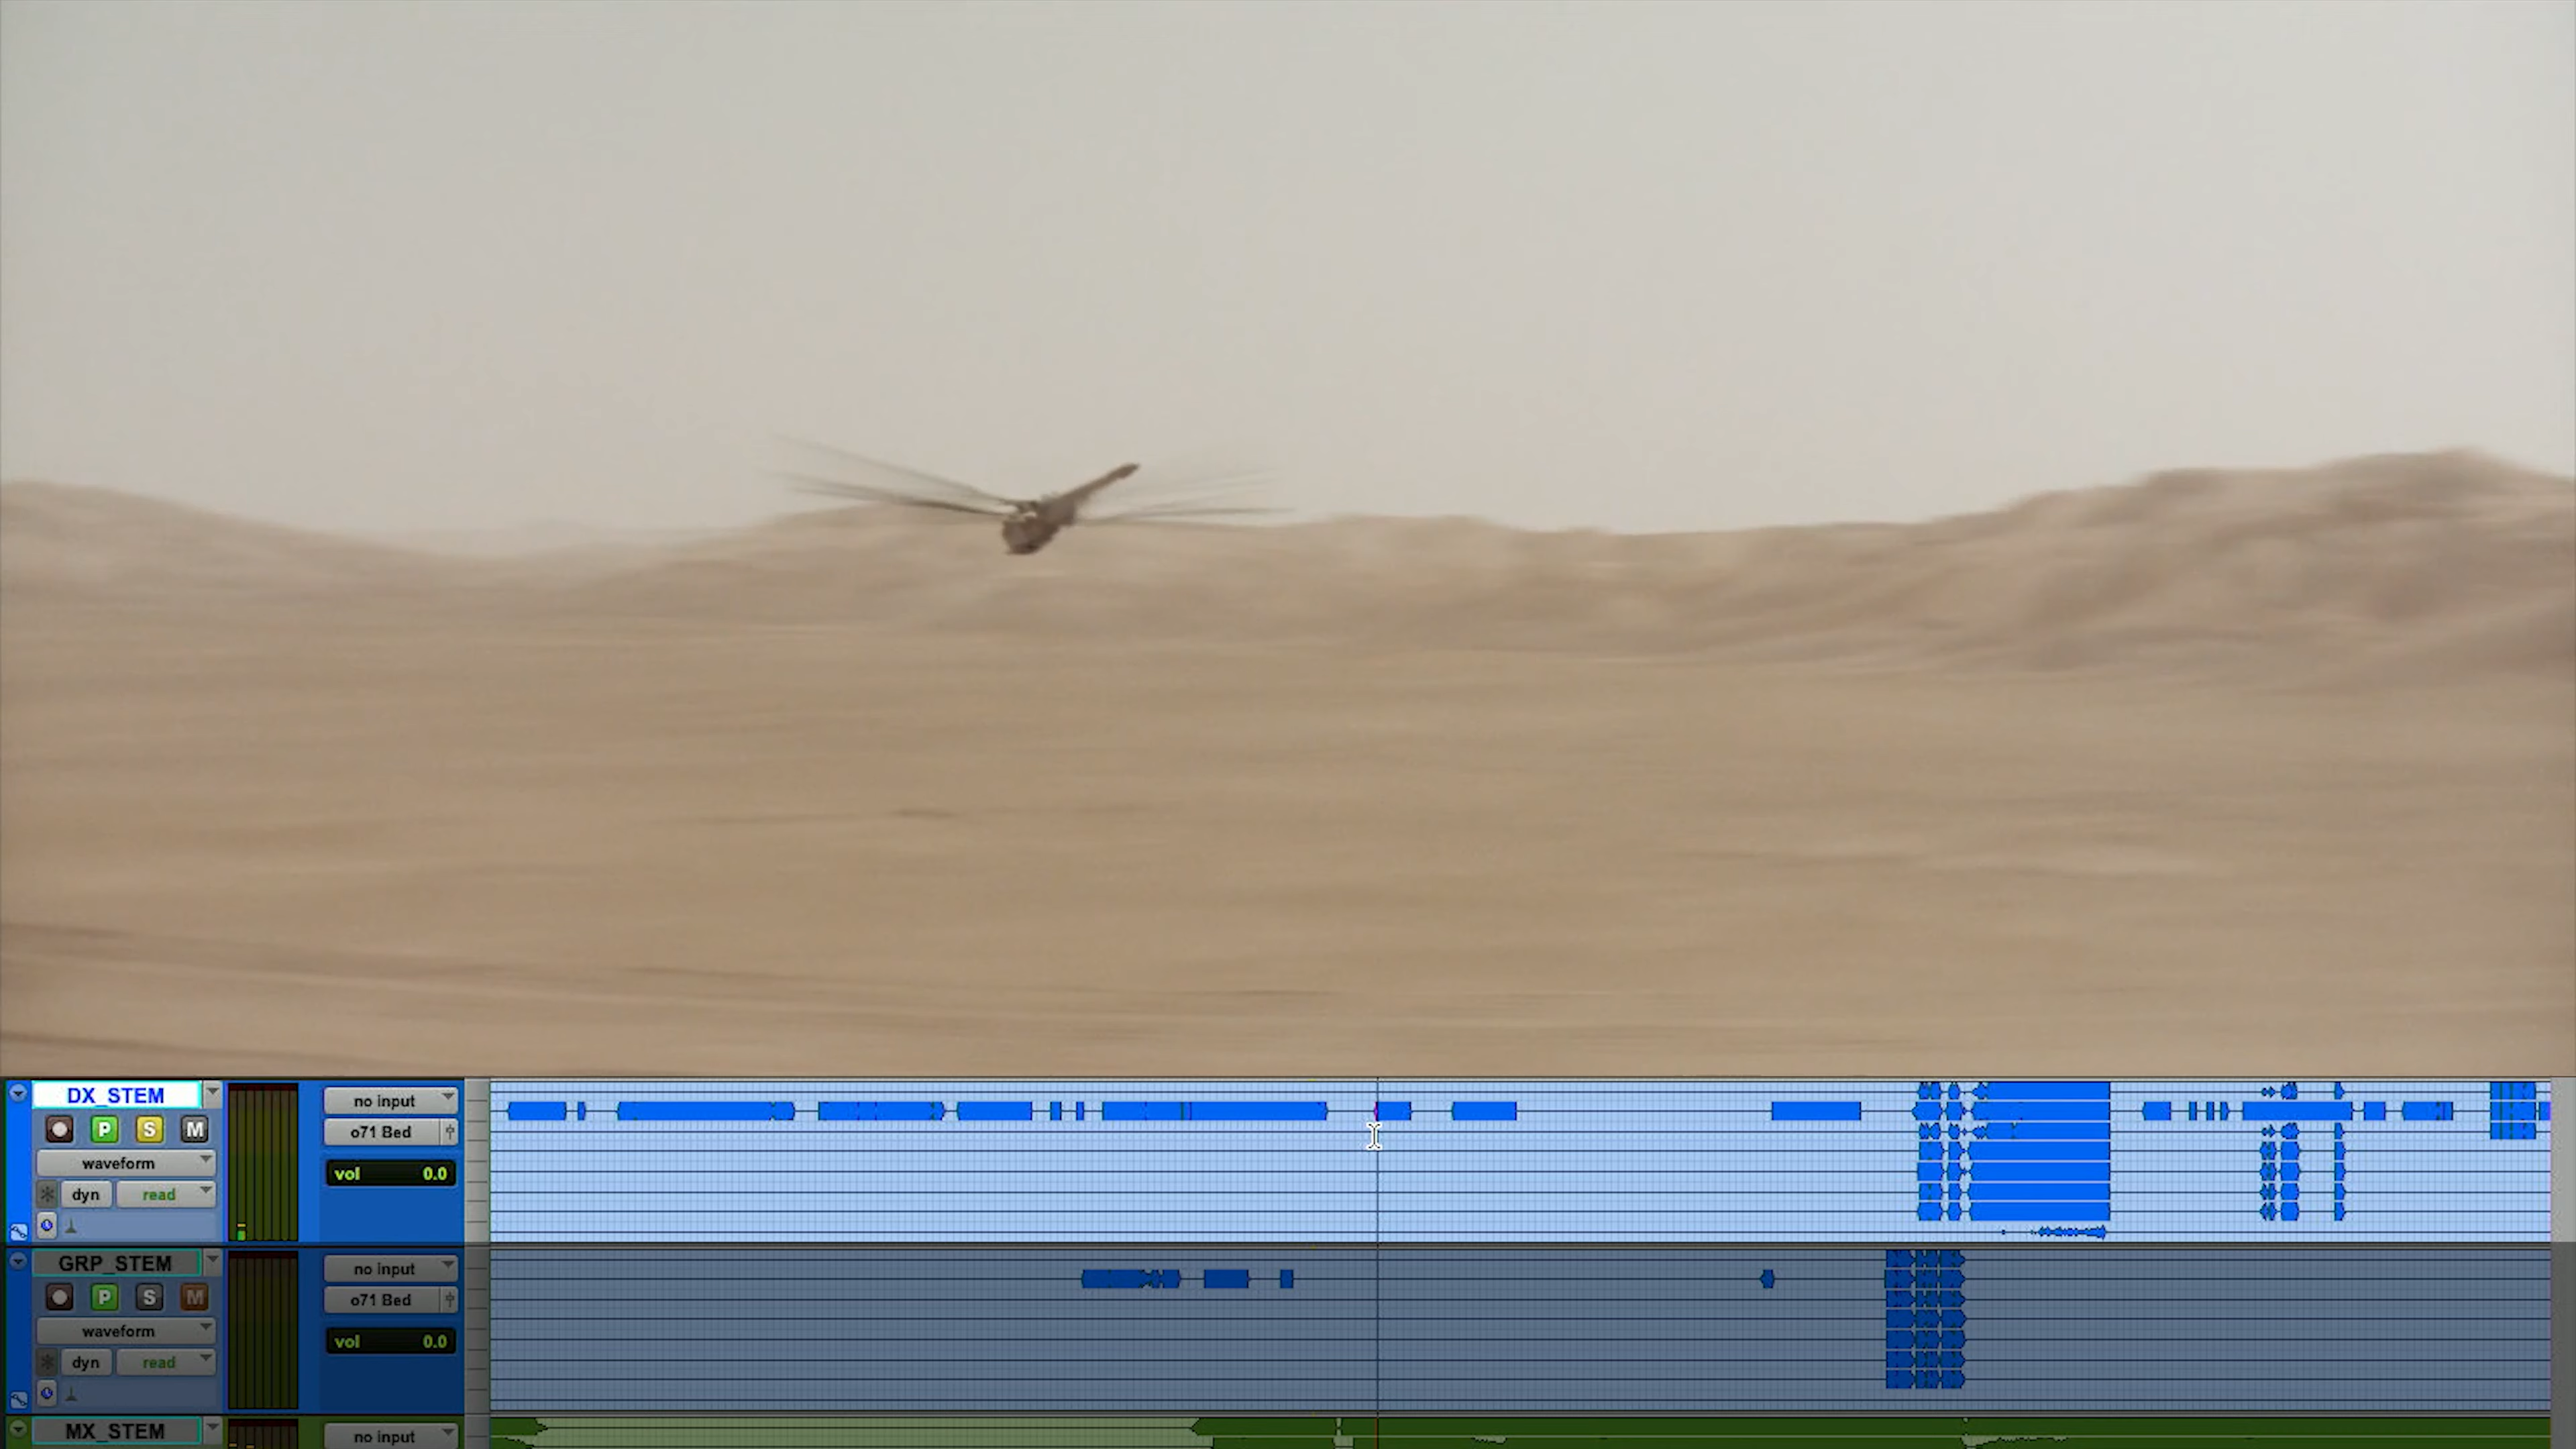 DX_STEM
no input
P S M
o71 Bed
waveform
vol 0.0
dyn read
GRP_STEM
no input
P S M
o71 Bed
waveform
vol 0.0
dyn read
MX_STEM
no input